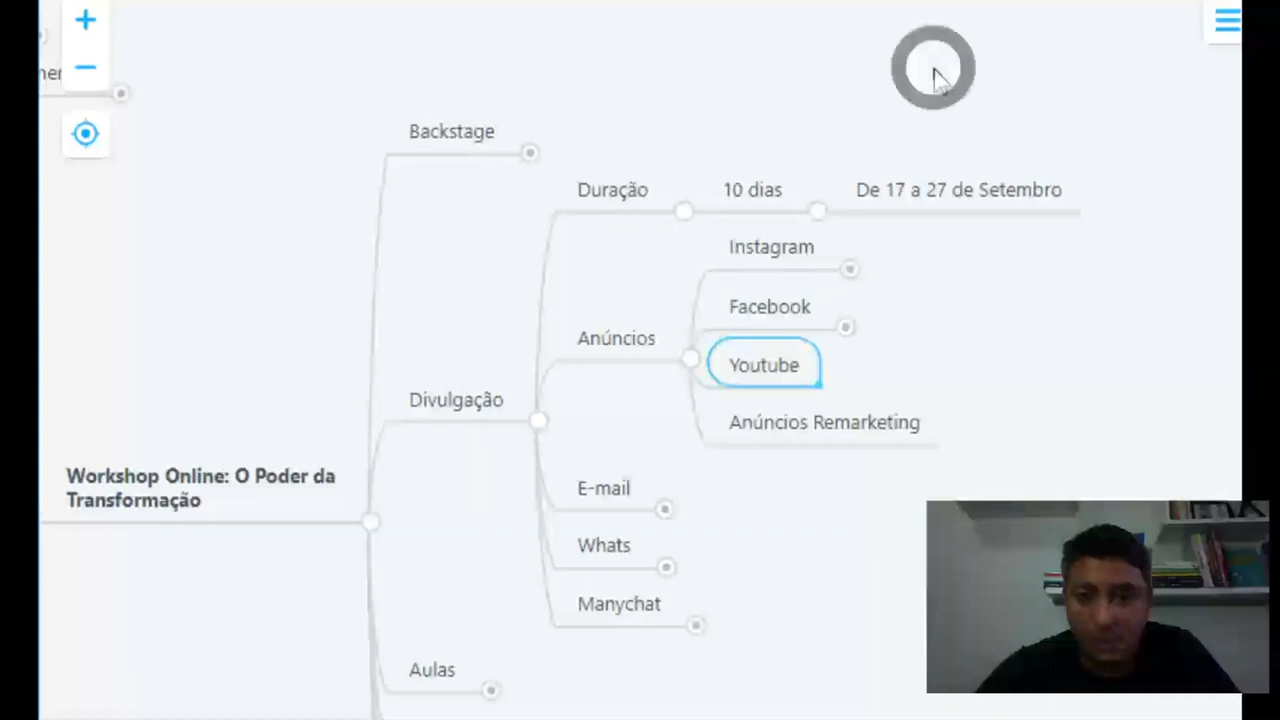 Backstage
Duração
10 dias
De 17 a 27 de Setembro
Instagram
Facebook
Anúncios
Youtube
Divulgação
Anúncios Remarketing
Workshop Online: O Poder da
Transformação
E-mail
Whats
Manychat
Aulas